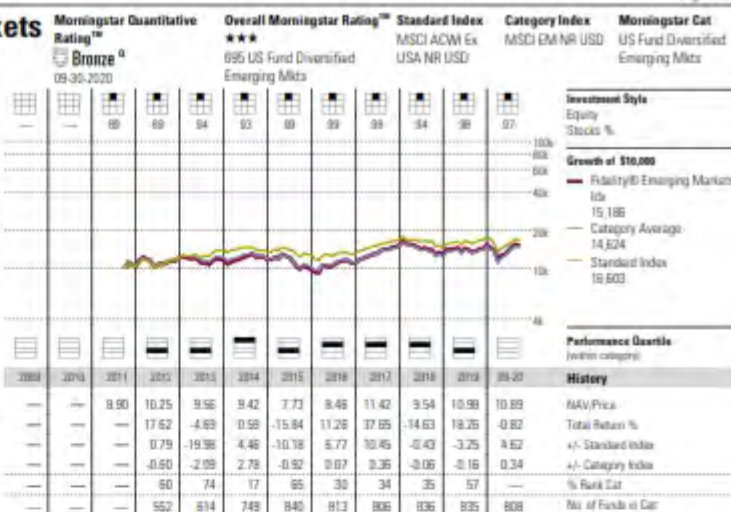 kets
Morningstar Quantitative Rating™
Bronze Q
09-30-2020
Overall Morningstar Rating™
★★★
695 US Fund Diversified
Emerging Mkts
Standard Index
MSCI ACWI Ex
USA NR USD
Category Index
MSCI EM NR USD
Morningstar Cat
US Fund Diversified
Emerging Mkts
— — 89 89 94 93 99 99 98 94 98 97
Investment Style
Equity
Stocks %
100k
80k
60k
40k
20k
10k
4k
Growth of $10,000
Fidelity® Emerging Markets
Idx
15,186
Category Average
14,624
Standard Index
16,603
Performance Quartile
(within category)
2009 2010 2011 2012 2013 2014 2015 2016 2017 2018 2019 09-20 History
— — 8.90 10.25 9.56 9.42 7.73 8.46 11.42 9.54 10.98 10.89 NAV/Price
— — — 17.62 -4.69 0.59 -15.84 11.26 37.65 -14.63 18.26 -0.82 Total Return %
— — — 0.79 -19.98 4.46 -10.18 6.77 10.45 -0.43 -3.25 4.62 +/- Standard Index
— — — -0.60 -2.09 2.78 -0.92 0.07 0.36 -0.06 -0.16 0.34 +/- Category Index
— — — 60 74 17 65 30 34 35 57 — % Rank Cat
— — — 552 614 749 840 813 806 836 835 808 No. of Funds in Cat